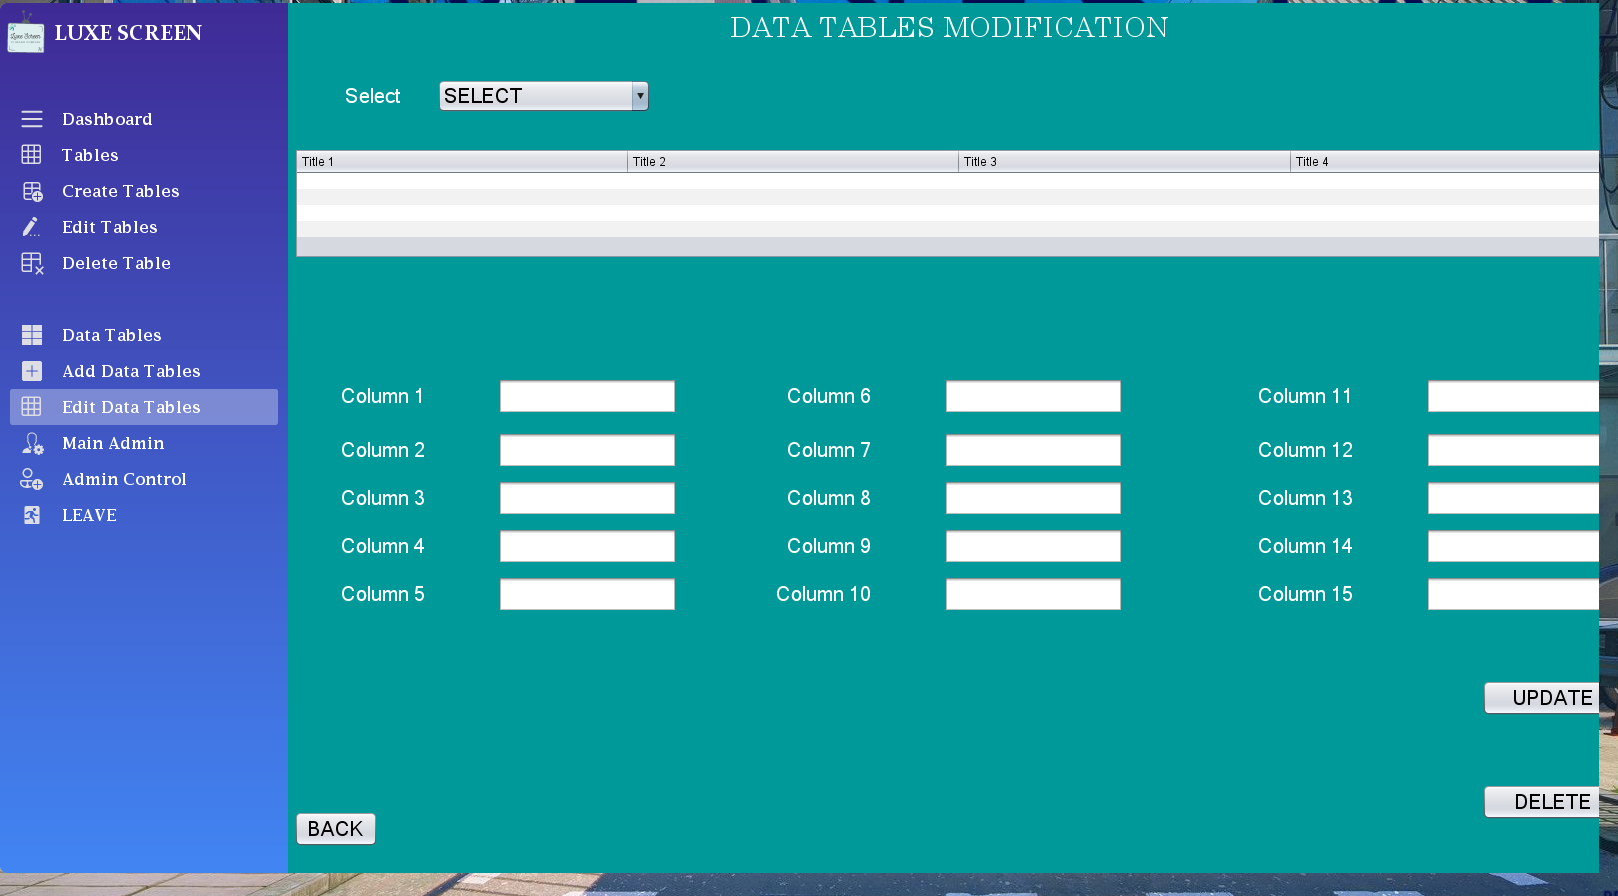 LUXE SCREEN
Dashboard
Tables
Create Tables
Edit Tables
Delete Table
Data Tables
Add Data Tables
Edit Data Tables
Main Admin
Admin Control
LEAVE
DATA TABLES MODIFICATION
Select SELECT
Title 1 Title 2 Title 3 Title 4
Column 1 Column 6 Column 11
Column 2 Column 7 Column 12
Column 3 Column 8 Column 13
Column 4 Column 9 Column 14
Column 5 Column 10 Column 15
UPDATE
DELETE
BACK